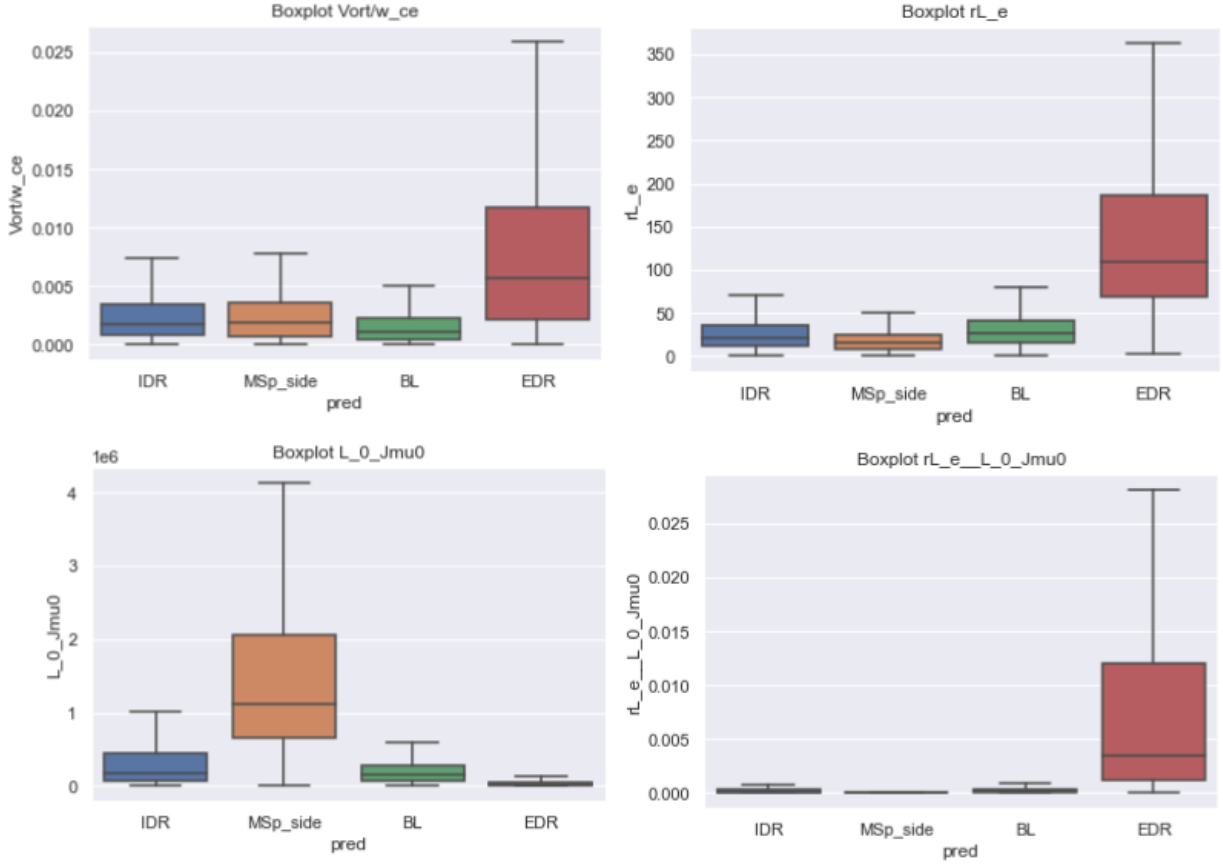 Boxplot Vort/w_ce
Vort/w_ce
0.025
0.020
0.015
0.010
0.005
0.000
IDR MSp_side BL EDR
pred
Boxplot rL_e
rL_e
350
300
250
200
150
100
50
0
IDR MSp_side BL EDR
pred
Boxplot L_0_Jmu0
1e6
L_0_Jmu0
4
3
2
1
0
IDR MSp_side BL EDR
pred
Boxplot rL_e__L_0_Jmu0
rL_e__L_0_Jmu0
0.025
0.020
0.015
0.010
0.005
0.000
IDR MSp_side BL EDR
pred